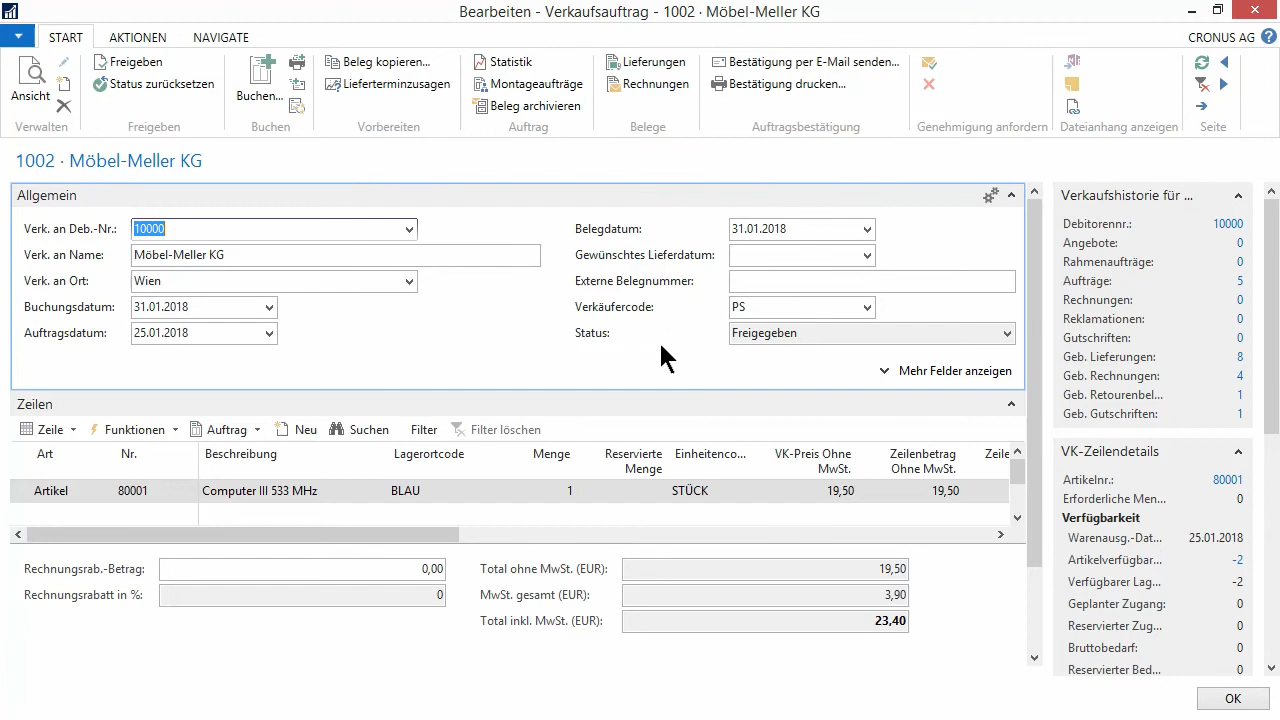 Bearbeiten - Verkaufsauftrag - 1002 · Möbel-Meller KG
START AKTIONEN NAVIGATE CRONUS AG
Ansicht
Verwalten
Freigeben
Status zurücksetzen
Freigeben
Buchen...
Buchen
Beleg kopieren...
Lieferterminzusagen
Vorbereiten
Statistik
Montageaufträge
Beleg archivieren
Auftrag
Lieferungen
Rechnungen
Belege
Bestätigung per E-Mail senden...
Bestätigung drucken...
Auftragsbestätigung
Genehmigung anfordern
Dateianhang anzeigen
Seite
1002 · Möbel-Meller KG
Allgemein
Verk. an Deb.-Nr.: 10000
Verk. an Name: Möbel-Meller KG
Verk. an Ort: Wien
Buchungsdatum: 31.01.2018
Auftragsdatum: 25.01.2018
Belegdatum: 31.01.2018
Gewünschtes Lieferdatum:
Externe Belegnummer:
Verkäufercode: PS
Status: Freigegeben
Mehr Felder anzeigen
Zeilen
Zeile Funktionen Auftrag Neu Suchen Filter Filter löschen
Art Nr. Beschreibung Lagerortcode Menge Reservierte Menge Einheitenco... VK-Preis Ohne MwSt. Zeilenbetrag Ohne MwSt. Zeile
Artikel 80001 Computer III 533 MHz BLAU 1 STÜCK 19,50 19,50
Rechnungsrab.-Betrag: 0,00
Rechnungsrabatt in %: 0
Total ohne MwSt. (EUR): 19,50
MwSt. gesamt (EUR): 3,90
Total inkl. MwSt. (EUR): 23,40
Verkaufshistorie für ...
Debitorennr.: 10000
Angebote: 0
Rahmenaufträge: 0
Aufträge: 5
Rechnungen: 0
Reklamationen: 0
Gutschriften: 0
Geb. Lieferungen: 8
Geb. Rechnungen: 4
Geb. Retourenbel... 1
Geb. Gutschriften: 1
VK-Zeilendetails
Artikelnr.: 80001
Erforderliche Men... 0
Verfügbarkeit
Warenausg.-Dat... 25.01.2018
Artikelverfügbar... -2
Verfügbarer Lag... -2
Geplanter Zugang: 0
Reservierter Zug... 0
Bruttobedarf: 0
Reservierter Bed... 0
OK